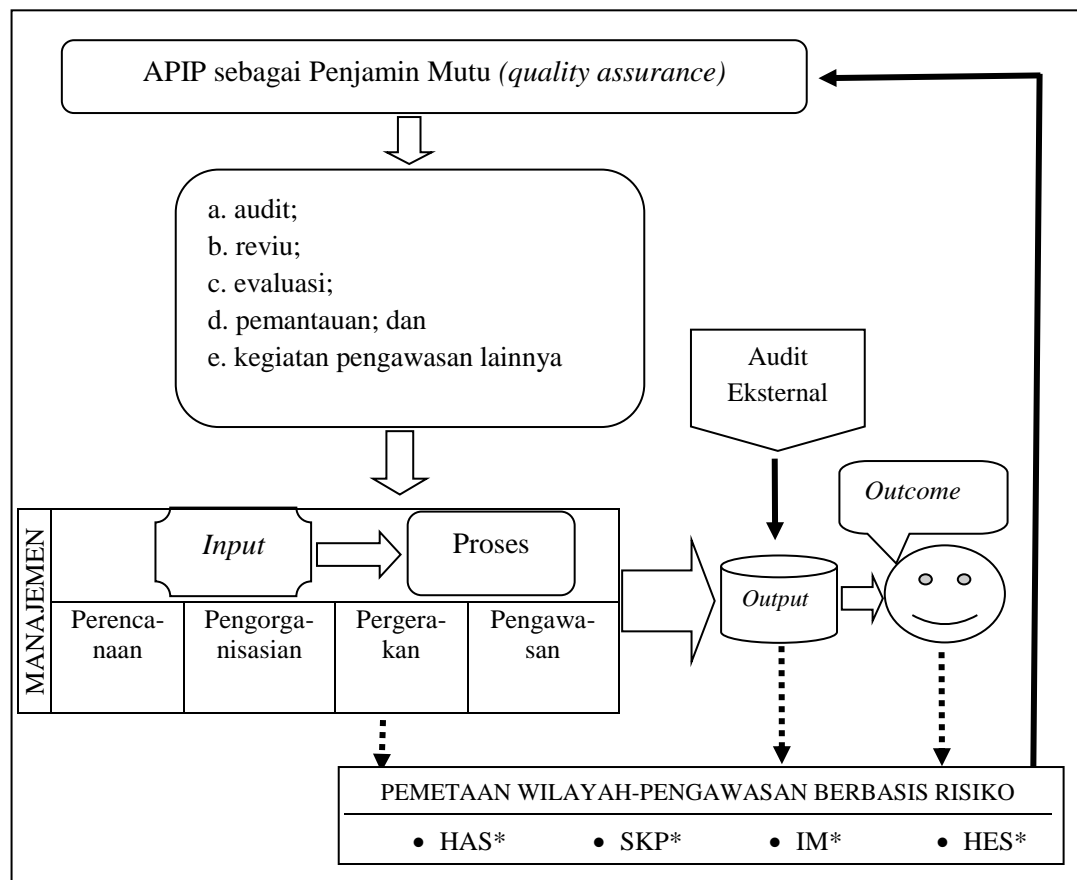 APIP sebagai Penjamin Mutu (quality assurance)
a. audit;
b. reviu;
c. evaluasi;
d. pemantauan; dan
e. kegiatan pengawasan lainnya
Audit
Eksternal
Outcome
MANAJEMEN
Input
Proses
Output
Perenca-
naan
Pengorga-
nisasian
Pergera-
kan
Pengawa-
san
PEMETAAN WILAYAH-PENGAWASAN BERBASIS RISIKO
• HAS* • SKP* • IM* • HES*